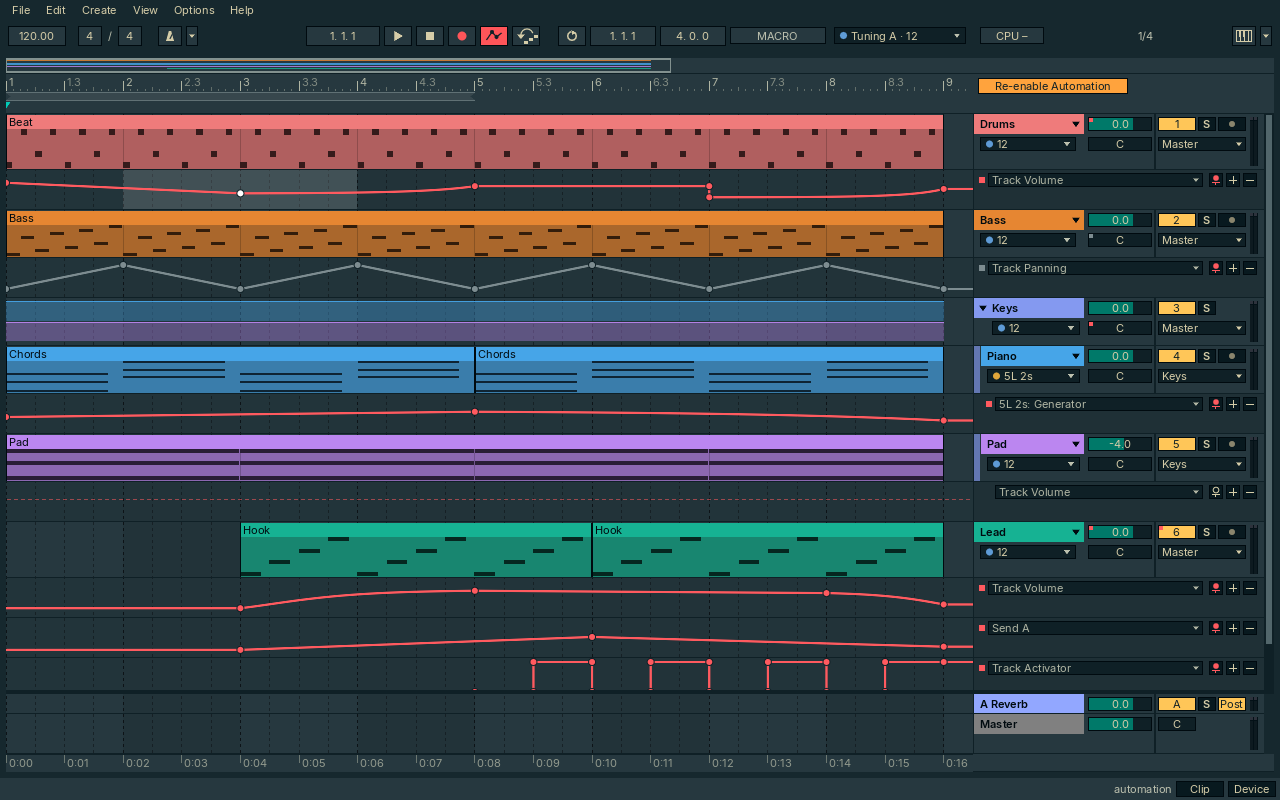 File Edit Create View Options Help
120.00 4 / 4 1. 1. 1 1. 1. 1 4. 0. 0 MACRO Tuning A · 12 CPU – 1/4
1 1.3 2 2.3 3 3.3 4 4.3 5 5.3 6 6.3 7 7.3 8 8.3 9 Re-enable Automation
Beat Drums 0.0 1 S
12 C Master
Track Volume
Bass Bass 0.0 2 S
12 C Master
Track Panning
Keys 0.0 3 S
12 C Master
Chords Chords Piano 0.0 4 S
5L 2s C Keys
5L 2s: Generator
Pad Pad -4.0 5 S
12 C Keys
Track Volume
Hook Hook Lead 0.0 6 S
12 C Master
Track Volume
Send A
Track Activator
A Reverb 0.0 A S Post
Master 0.0 C
0:00 0:01 0:02 0:03 0:04 0:05 0:06 0:07 0:08 0:09 0:10 0:11 0:12 0:13 0:14 0:15 0:16
automation Clip Device